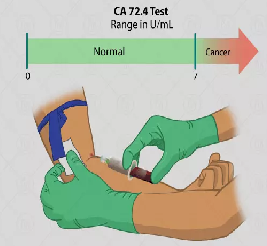 CA 72.4 Test
Range in U/mL
Normal
Cancer
0
7